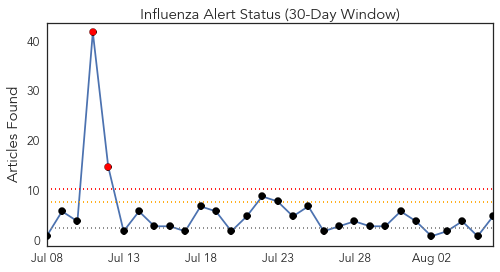 Influenza Alert Status (30-Day Window)
Articles Found
40
30
20
10
0
Jul 08
Jul 13
Jul 18
Jul 23
Jul 28
Aug 02